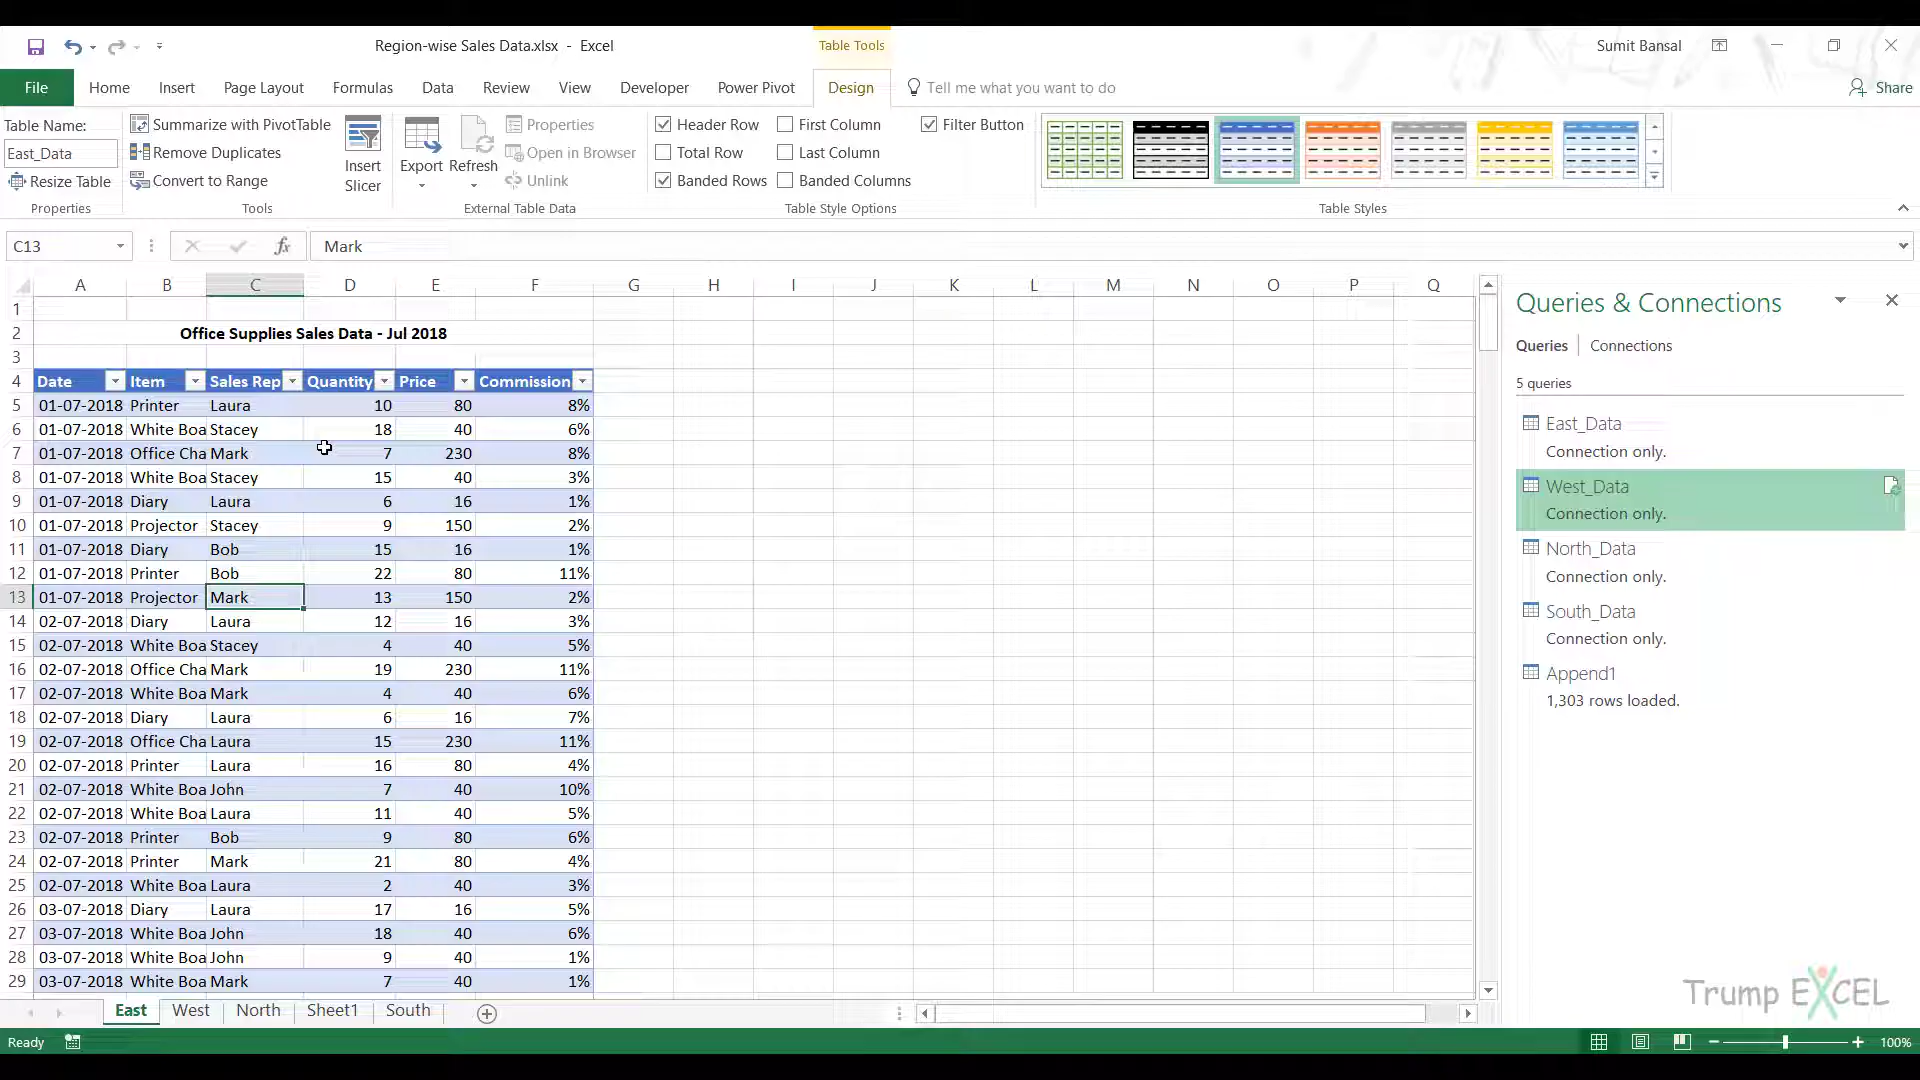 Region-wise Sales Data.xlsx - Excel
Table Tools
Sumit Bansal
File Home Insert Page Layout Formulas Data Review View Developer Power Pivot Design Tell me what you want to do Share
Table Name:
East_Data
Resize Table
Properties
Summarize with PivotTable
Remove Duplicates
Convert to Range
Tools
Insert Slicer
Export Refresh
Properties
Open in Browser
Unlink
External Table Data
Header Row First Column Filter Button
Total Row Last Column
Banded Rows Banded Columns
Table Style Options
Table Styles
C13 fx Mark
A B C D E F G H I J K L M N O P Q
1
2 Office Supplies Sales Data - Jul 2018
3
4 Date Item Sales Rep Quantity Price Commission
5 01-07-2018 Printer Laura 10 80 8%
6 01-07-2018 White Boa Stacey 18 40 6%
7 01-07-2018 Office Cha Mark 7 230 8%
8 01-07-2018 White Boa Stacey 15 40 3%
9 01-07-2018 Diary Laura 6 16 1%
10 01-07-2018 Projector Stacey 9 150 2%
11 01-07-2018 Diary Bob 15 16 1%
12 01-07-2018 Printer Bob 22 80 11%
13 01-07-2018 Projector Mark 13 150 2%
14 02-07-2018 Diary Laura 12 16 3%
15 02-07-2018 White Boa Stacey 4 40 5%
16 02-07-2018 Office Cha Mark 19 230 11%
17 02-07-2018 White Boa Mark 4 40 6%
18 02-07-2018 Diary Laura 6 16 7%
19 02-07-2018 Office Cha Laura 15 230 11%
20 02-07-2018 Printer Laura 16 80 4%
21 02-07-2018 White Boa John 7 40 10%
22 02-07-2018 White Boa Laura 11 40 5%
23 02-07-2018 Printer Bob 9 80 6%
24 02-07-2018 Printer Mark 21 80 4%
25 02-07-2018 White Boa Laura 2 40 3%
26 03-07-2018 Diary Laura 17 16 5%
27 03-07-2018 White Boa John 18 40 6%
28 03-07-2018 White Boa John 9 40 1%
29 03-07-2018 White Boa Mark 7 40 1%
Queries & Connections
Queries Connections
5 queries
East_Data
Connection only.
West_Data
Connection only.
North_Data
Connection only.
South_Data
Connection only.
Append1
1,303 rows loaded.
Trump EXCEL
East West North Sheet1 South
Ready
100%